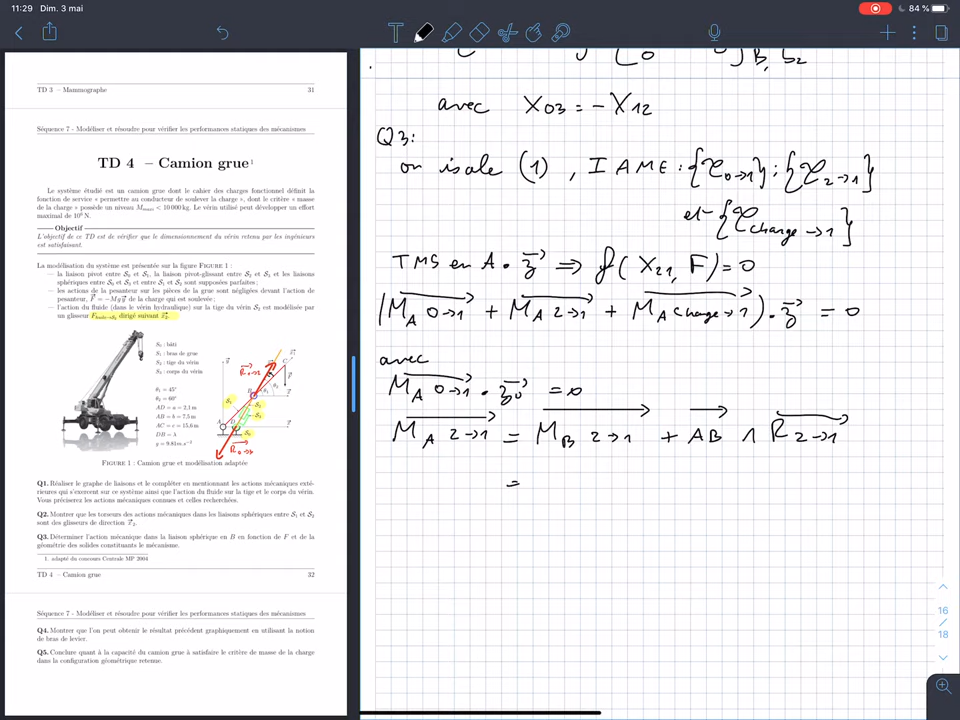 11:29 Dim. 3 mai
84 %
TD 3 – Mammographe 31
Séquence 7 - Modéliser et résoudre pour vérifier les performances statiques des mécanismes
TD 4 – Camion grue¹
Le système étudié est un camion grue dont le cahier des charges fonctionnel définit la
fonction de service « permettre au conducteur de soulever la charge », dont le critère « masse
de la charge » possède un niveau M_maxi < 10 000 kg. Le vérin utilisé peut développer un effort
maximal de 10⁶ N.
Objectif
L'objectif de ce TD est de vérifier que le dimensionnement du vérin retenu par les ingénieurs
est satisfaisant.
La modélisation du système est présentée sur la figure FIGURE 1 :
— la liaison pivot entre S₀ et S₁, la liaison pivot-glissant entre S₂ et S₃ et les liaisons
sphériques entre S₀ et S₃ et entre S₁ et S₂ sont supposées parfaites ;
— les actions de la pesanteur sur les pièces de la grue sont négligées devant l'action de
pesanteur, F = −Mgy de la charge qui est soulevée ;
— l'action du fluide (dans le vérin hydraulique) sur la tige du vérin S₂ est modélisée par
un glisseur F_huile→S₂ dirigé suivant x₂.
S₀ : bâti
S₁ : bras de grue
S₂ : tige du vérin
S₃ : corps du vérin
θ₁ = 45°
θ₂ = 60°
AD = a = 2,1 m
AB = b = 7,5 m
AC = c = 15,6 m
DB = λ
g = 9.81 m.s⁻²
FIGURE 1 : Camion grue et modélisation adaptée
Q1. Réaliser le graphe de liaisons et le compléter en mentionnant les actions mécaniques exté-
rieures qui s'exercent sur ce système ainsi que l'action du fluide sur la tige et le corps du vérin.
Vous préciserez les actions mécaniques connues et celles recherchées.
Q2. Montrer que les torseurs des actions mécaniques dans les liaisons sphériques entre S₁ et S₂
sont des glisseurs de direction x₂.
Q3. Déterminer l'action mécanique dans la liaison sphérique en B en fonction de F et de la
géométrie des solides constituants le mécanisme.
1. adapté du concours Centrale MP 2004
TD 4 – Camion grue 32
Séquence 7 - Modéliser et résoudre pour vérifier les performances statiques des mécanismes
Q4. Montrer que l'on peut obtenir le résultat précédent graphiquement en utilisant la notion
de bras de levier.
Q5. Conclure quant à la capacité du camion grue à satisfaire le critère de masse de la charge
dans la configuration géométrique retenue.
avec X₀₃ = − X₁₂
Q3 :
on isole (1) , IAME : {𝒯₀→₁} ; {𝒯₂→₁}
et {𝒯charge→1}
TMS en A · z ⟹ f(X₂₁, F) = 0
(M_A 0→1 + M_A 2→1 + M_A charge→1) · z = 0
avec
M_A 0→1 · z₀ = 0
M_A 2→1 = M_B 2→1 + AB ∧ R 2→1
=
16
/
18